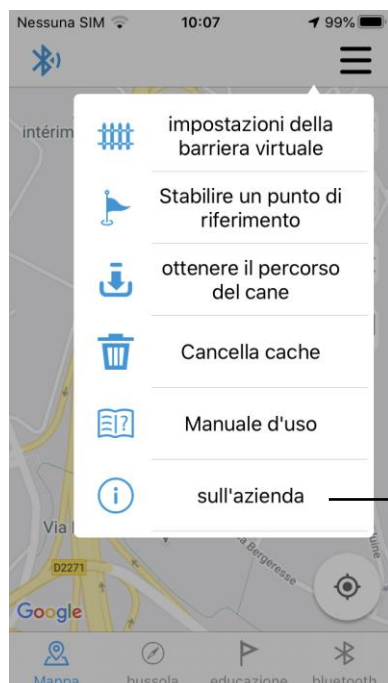 Nessuna SIM 10:07 99%
intérim
impostazioni della
barriera virtuale
Stabilire un punto di
riferimento
ottenere il percorso
del cane
Cancella cache
Manuale d'uso
sull'azienda
Via
Bergeresse
D2271
Google
Mappa bussola educazione bluetooth